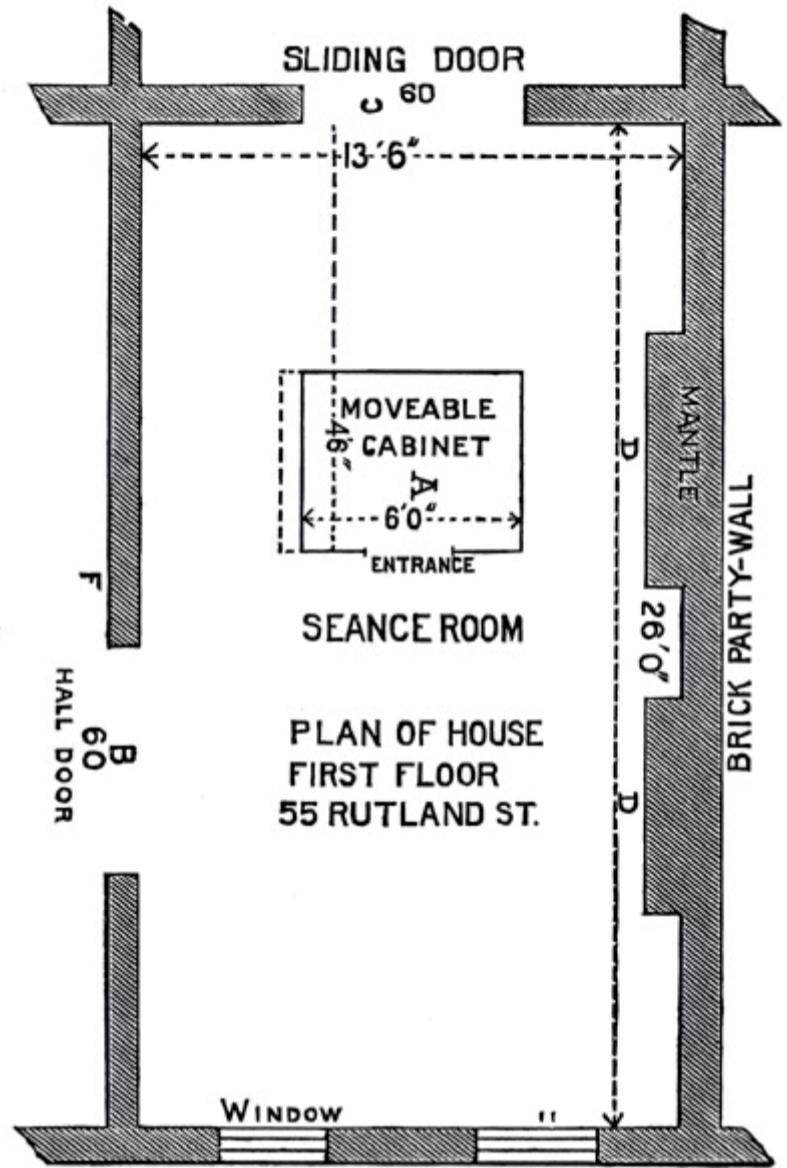 SLIDING DOOR
C 60
13'6"
MOVEABLE
CABINET
4'6"
A
6'0"
ENTRANCE
MANTLE
D
BRICK PARTY-WALL
F
SEANCE ROOM
26'0"
HALL DOOR
60
B
PLAN OF HOUSE
FIRST FLOOR
55 RUTLAND ST.
D
WINDOW
"